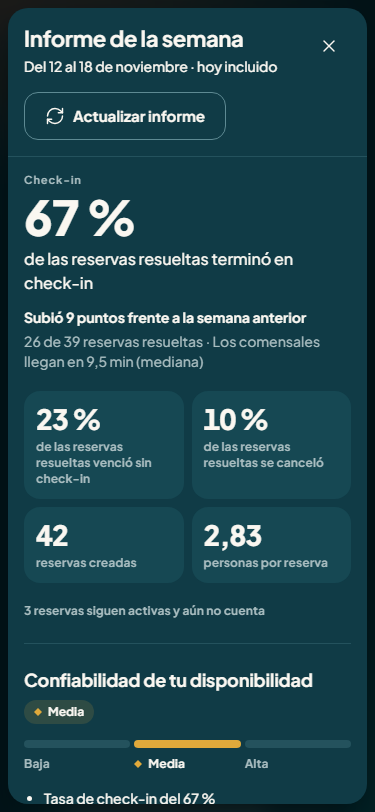 Informe de la semana
Del 12 al 18 de noviembre · hoy incluido
Actualizar informe
Check-in
67 %
de las reservas resueltas terminó en
check-in
Subió 9 puntos frente a la semana anterior
26 de 39 reservas resueltas · Los comensales
llegan en 9,5 min (mediana)
23 %
de las reservas
resueltas venció sin
check-in
10 %
de las reservas
resueltas se canceló
42
reservas creadas
2,83
personas por reserva
3 reservas siguen activas y aún no cuenta
Confiabilidad de tu disponibilidad
Media
Baja
Media
Alta
• Tasa de check-in del 67 %